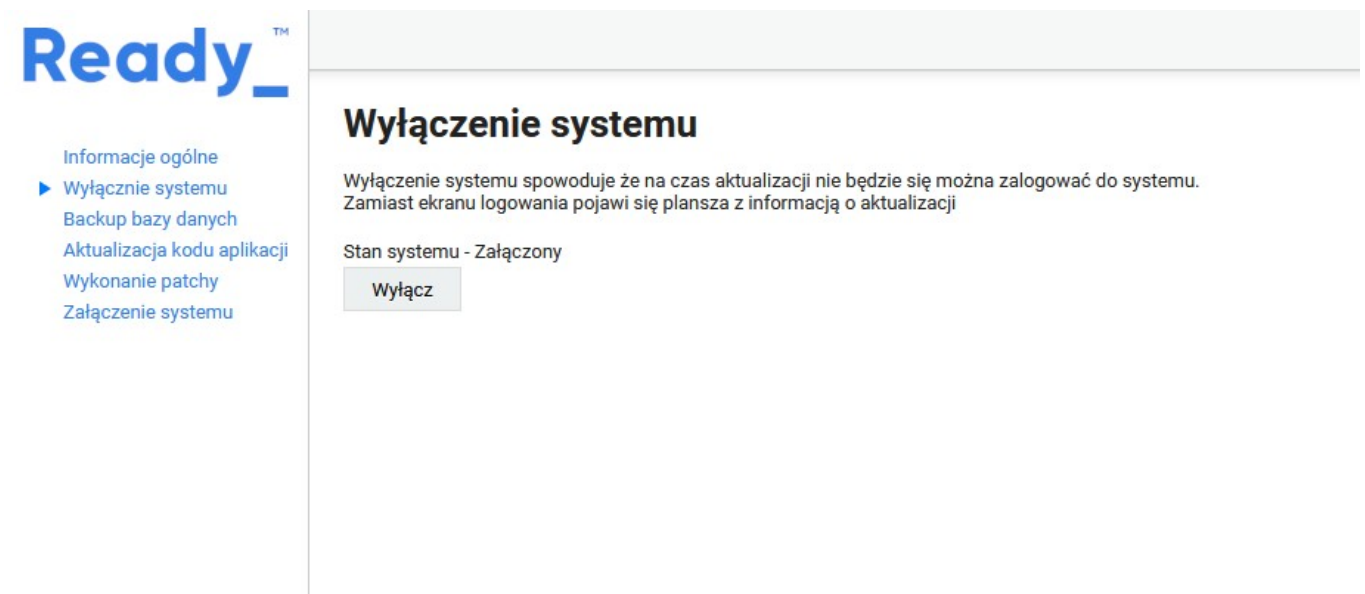 Ready_™
Informacje ogólne
Wyłącznie systemu
Backup bazy danych
Aktualizacja kodu aplikacji
Wykonanie patchy
Załączenie systemu
Wyłączenie systemu
Wyłączenie systemu spowoduje że na czas aktualizacji nie będzie się można zalogować do systemu.
Zamiast ekranu logowania pojawi się plansza z informacją o aktualizacji
Stan systemu - Załączony
Wyłącz